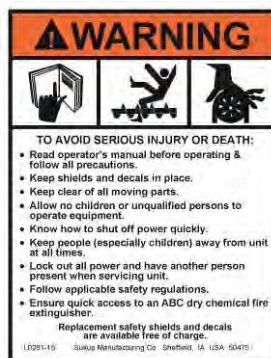 WARNING
TO AVOID SERIOUS INJURY OR DEATH:
• Read operator's manual before operating &
follow all precautions.
• Keep shields and decals in place.
• Keep clear of all moving parts.
• Allow no children or unqualified persons to
operate equipment.
• Know how to shut off power quickly.
• Keep people (especially children) away from unit
at all times.
• Lock out all power and have another person
present when servicing unit.
• Follow applicable safety regulations.
• Ensure quick access to an ABC dry chemical fire
extinguisher.
Replacement safety shields and decals
are available free of charge.
LD281-15 Sukup Manufacturing Co Sheffield, IA USA 50475